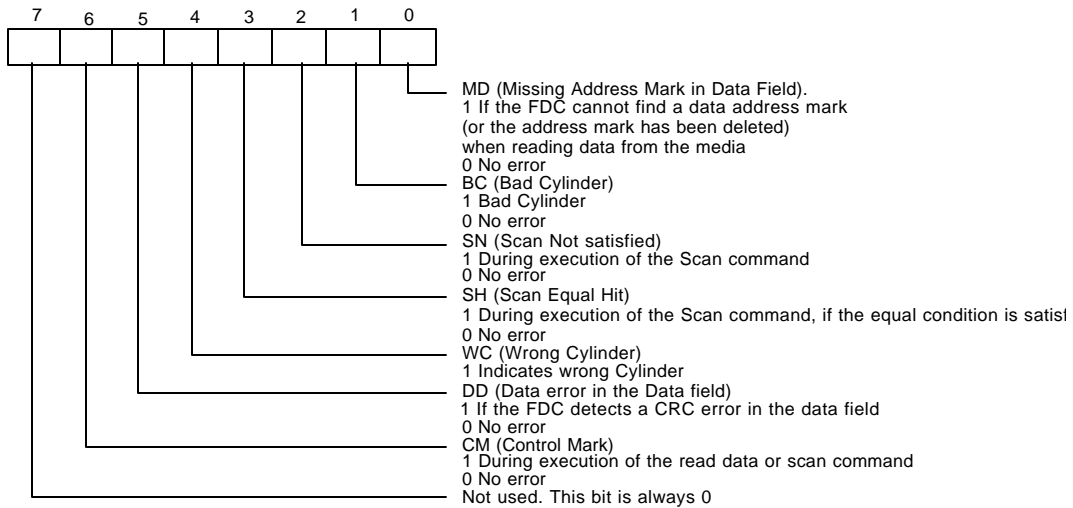 7 6 5 4 3 2 1 0
MD (Missing Address Mark in Data Field).
1 If the FDC cannot find a data address mark
(or the address mark has been deleted)
when reading data from the media
0 No error
BC (Bad Cylinder)
1 Bad Cylinder
0 No error
SN (Scan Not satisfied)
1 During execution of the Scan command
0 No error
SH (Scan Equal Hit)
1 During execution of the Scan command, if the equal condition is satisf
0 No error
WC (Wrong Cylinder)
1 Indicates wrong Cylinder
DD (Data error in the Data field)
1 If the FDC detects a CRC error in the data field
0 No error
CM (Control Mark)
1 During execution of the read data or scan command
0 No error
Not used. This bit is always 0